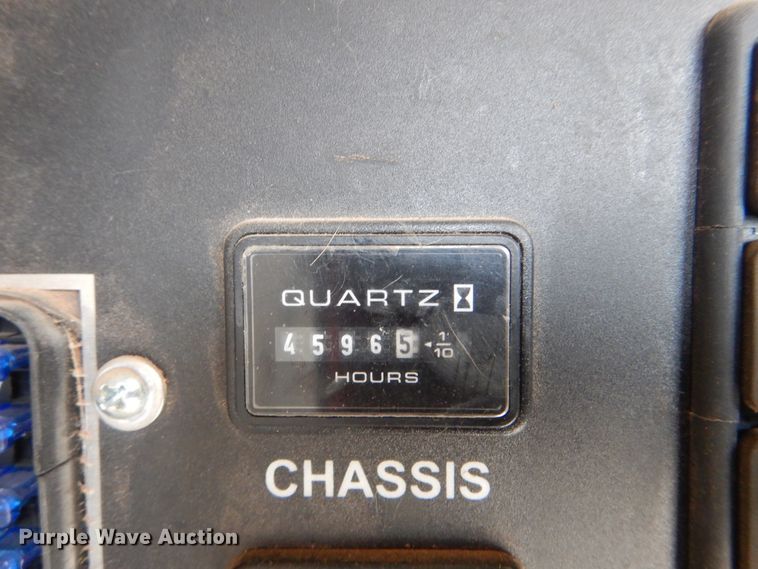 QUARTZ
45965 ◄ 1/10
HOURS
CHASSIS
Purple Wave Auction